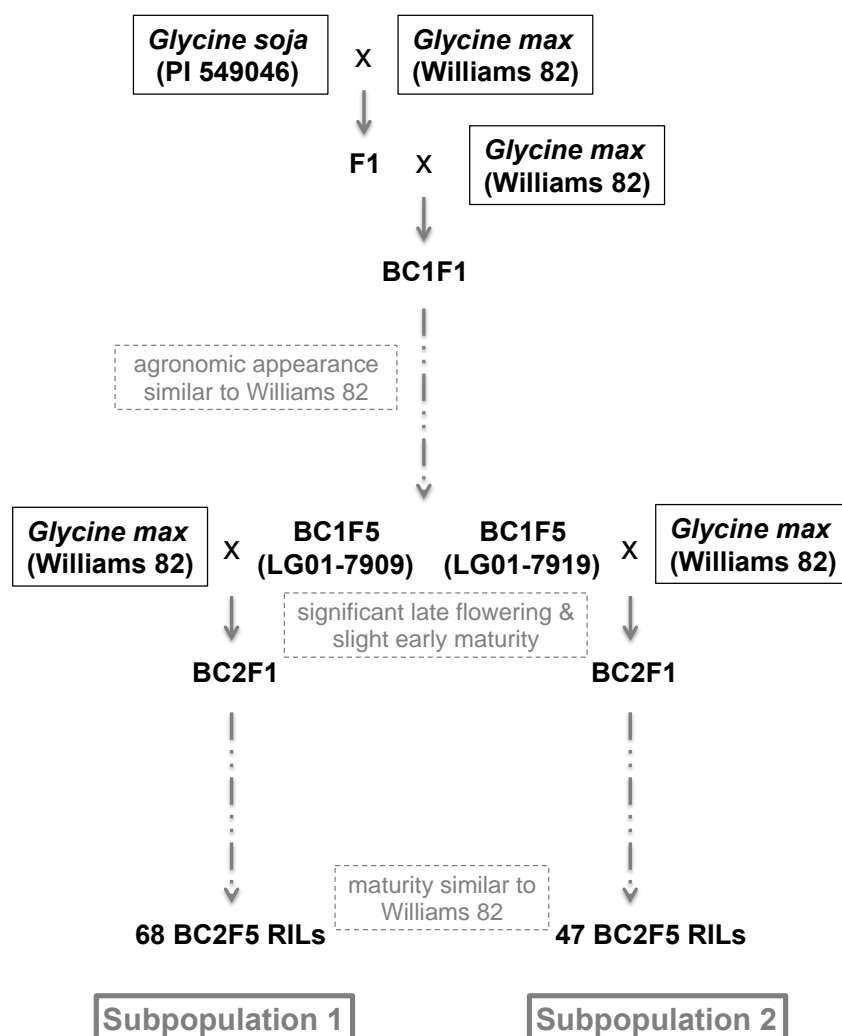 Glycine soja
(PI 549046)
X
Glycine max
(Williams 82)
F1
X
Glycine max
(Williams 82)
BC1F1
agronomic appearance
similar to Williams 82
Glycine max
(Williams 82)
X
BC1F5
(LG01-7909)
BC1F5
(LG01-7919)
X
Glycine max
(Williams 82)
significant late flowering &
slight early maturity
BC2F1
BC2F1
maturity similar to
Williams 82
68 BC2F5 RILs
47 BC2F5 RILs
Subpopulation 1
Subpopulation 2